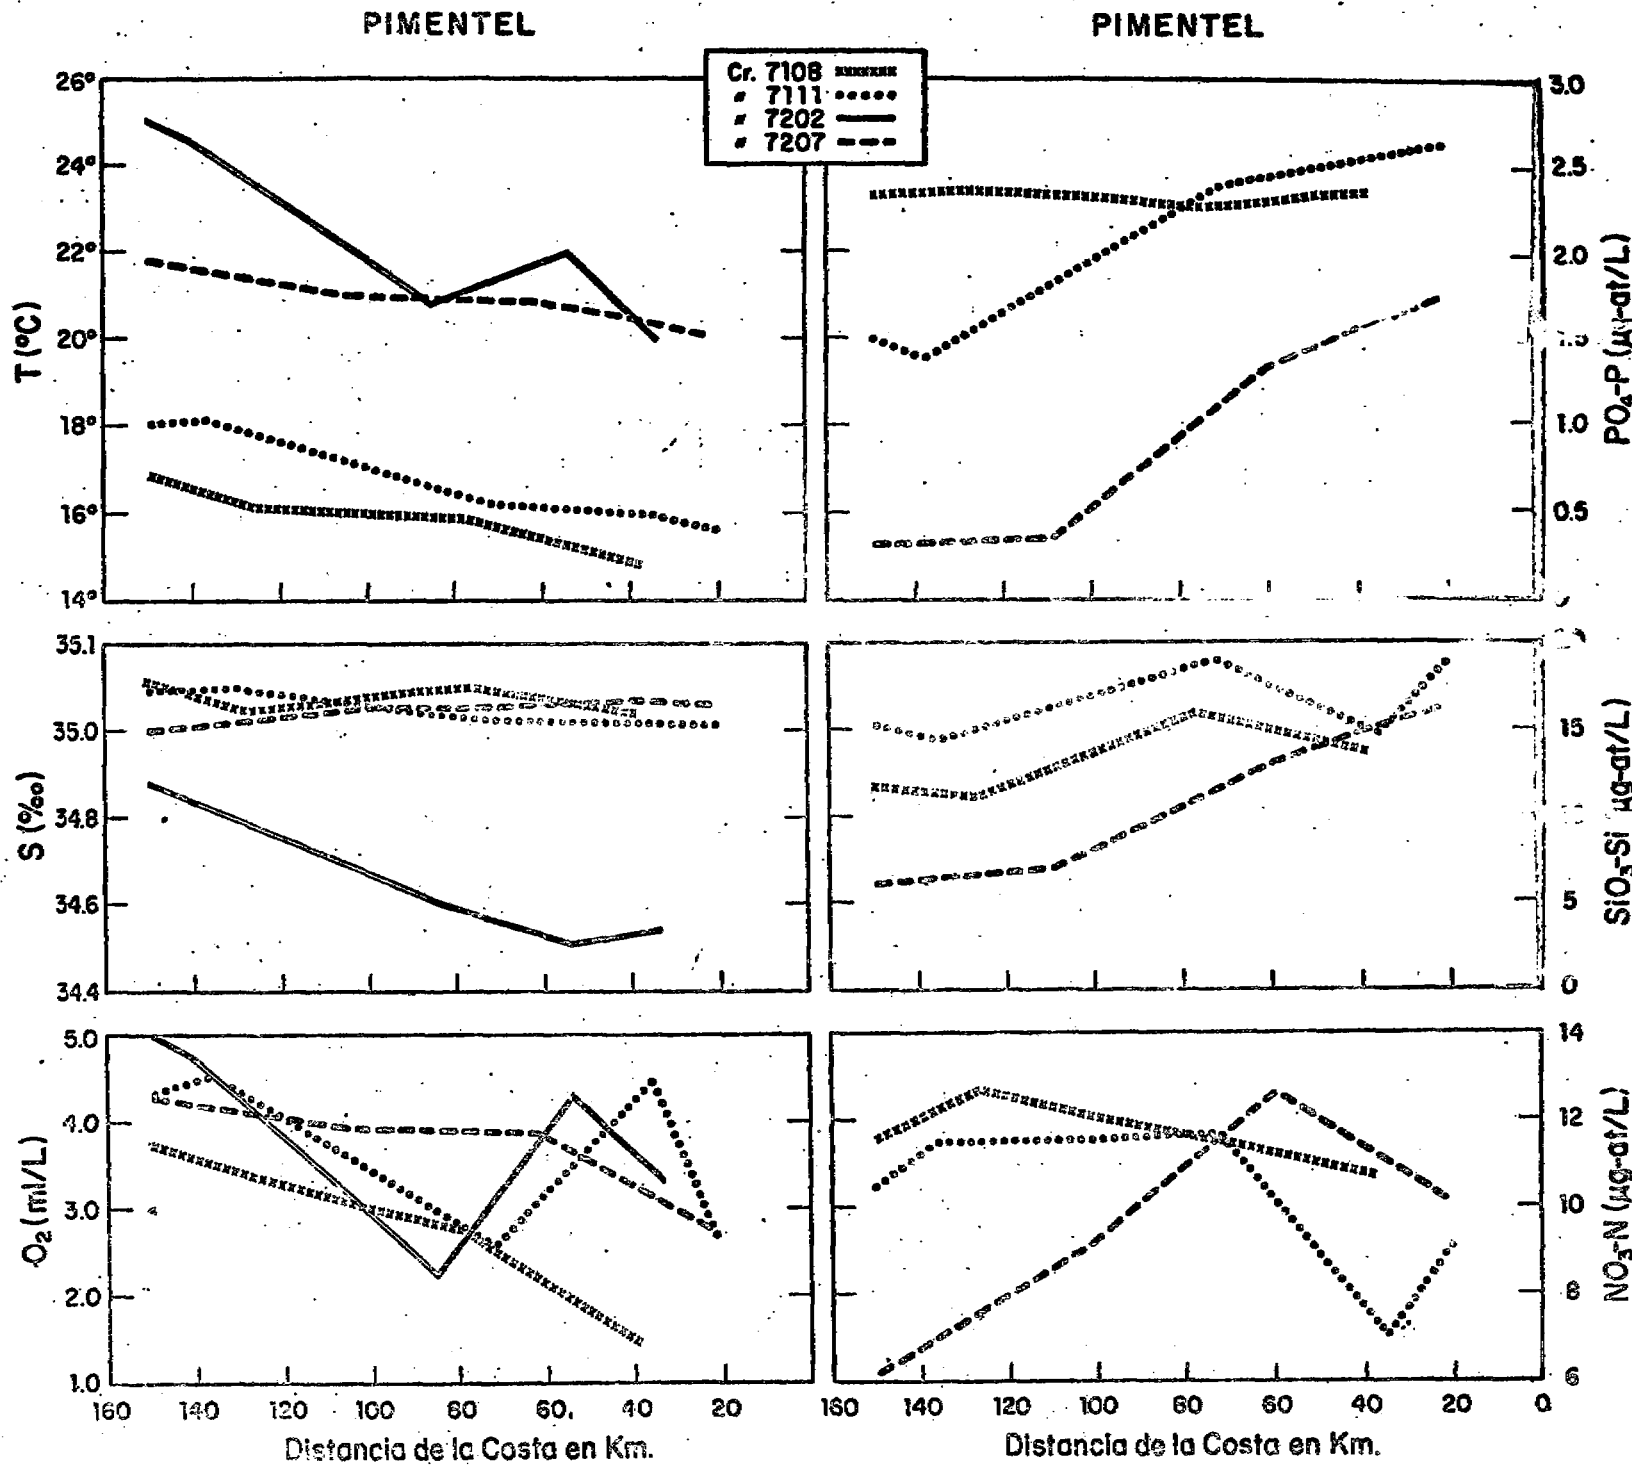 PIMENTEL
PIMENTEL
Cr. 7108
" 7111
" 7202
" 7207
26°
24°
22°
20°
18°
16°
14°
T (°C)
3.0
2.5
2.0
1.0
0.5
PO₄-P (µg-at/L)
35.1
35.0
34.8
34.6
34.4
S (‰)
15
5
0
SiO₃-Si µg-at/L)
5.0
4.0
3.0
2.0
1.0
O₂ (ml/L)
14
12
10
8
6
NO₃-N (µg-at/L)
160 140 120 100 80 60. 40 20
160 140 120 100 80 60 40 20 0
Distancia de la Costa en Km.
Distancia de la Costa en Km.